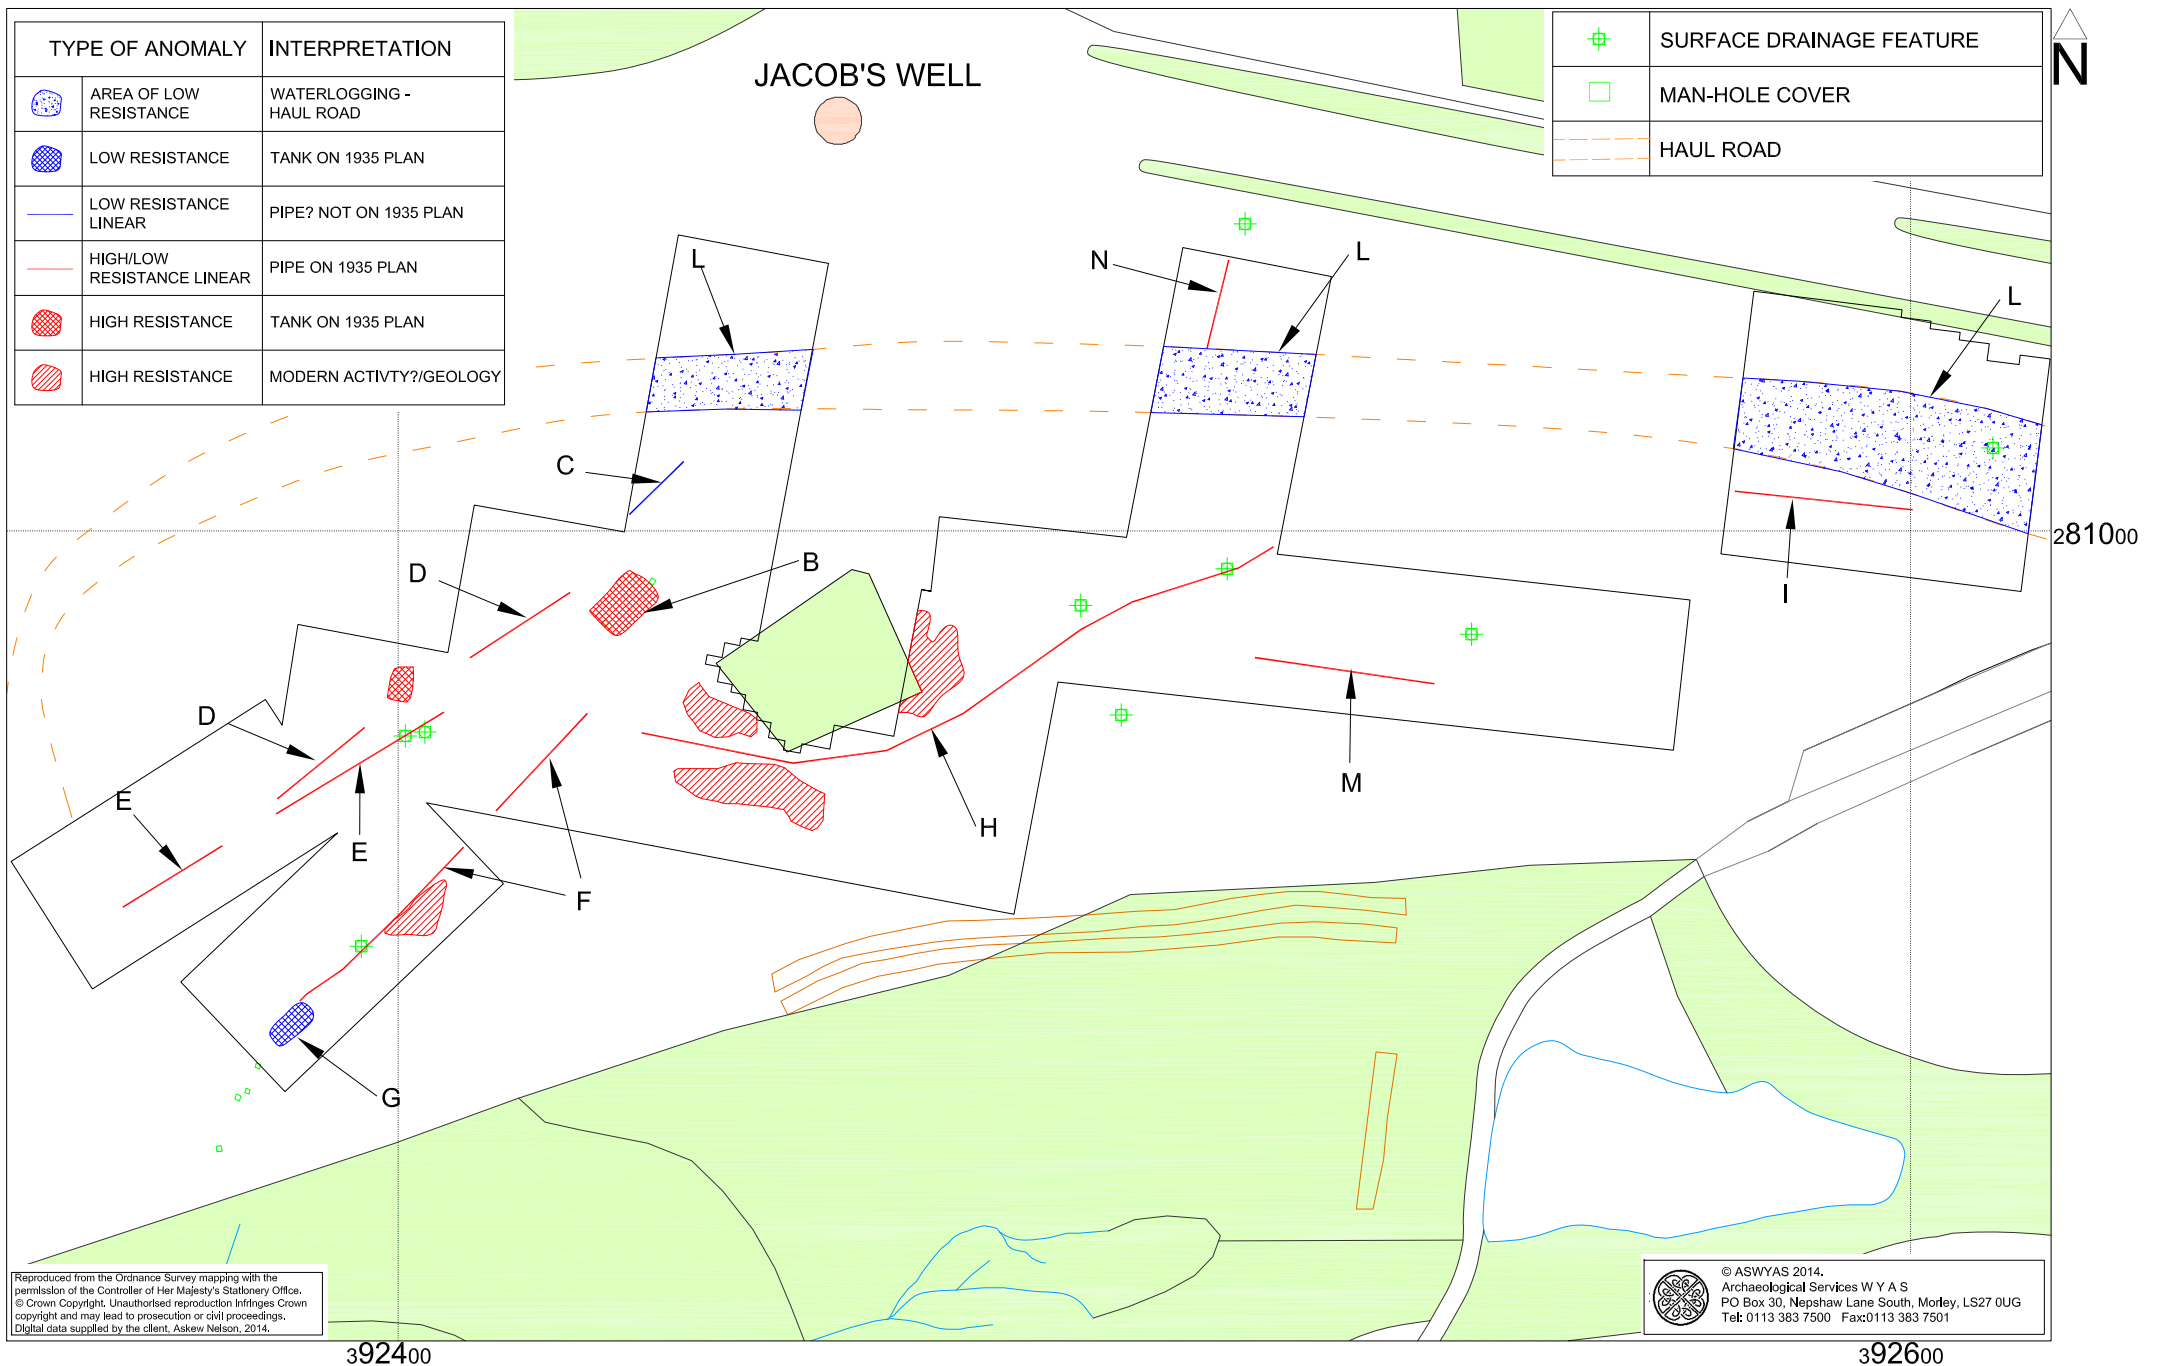 TYPE OF ANOMALY INTERPRETATION
AREA OF LOW
RESISTANCE
WATERLOGGING -
HAUL ROAD
LOW RESISTANCE TANK ON 1935 PLAN
LOW RESISTANCE
LINEAR
PIPE? NOT ON 1935 PLAN
HIGH/LOW
RESISTANCE LINEAR
PIPE ON 1935 PLAN
HIGH RESISTANCE TANK ON 1935 PLAN
HIGH RESISTANCE MODERN ACTIVTY?/GEOLOGY
JACOB'S WELL
SURFACE DRAINAGE FEATURE
MAN-HOLE COVER
HAUL ROAD
N
L
N
L
L
C
281000
D
B
I
D
E
M
H
E
F
G
Reproduced from the Ordnance Survey mapping with the
permission of the Controller of Her Majesty's Stationery Office.
© Crown Copyright. Unauthorised reproduction infringes Crown
copyright and may lead to prosecution or civil proceedings.
Digital data supplied by the client, Askew Nelson, 2014.
© ASWYAS 2014.
Archaeological Services W Y A S
PO Box 30, Nepshaw Lane South, Morley, LS27 0UG
Tel: 0113 383 7500 Fax:0113 383 7501
392400
392600